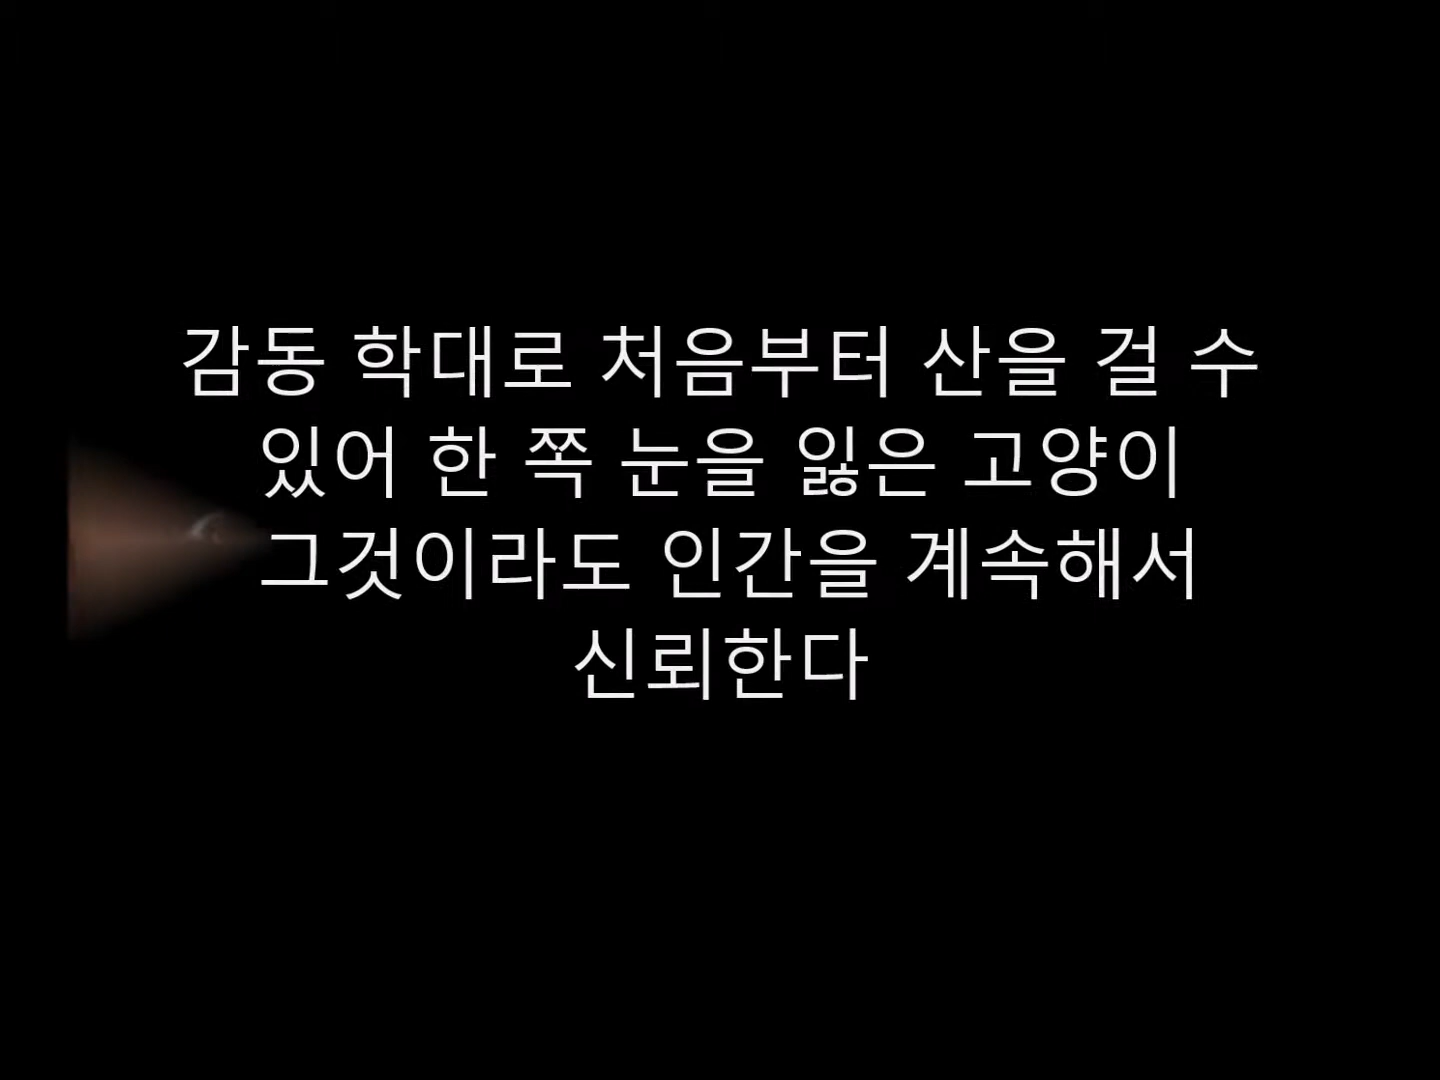 감동 학대로 처음부터 산을 걸 수
있어 한 쪽 눈을 잃은 고양이
그것이라도 인간을 계속해서
신뢰한다